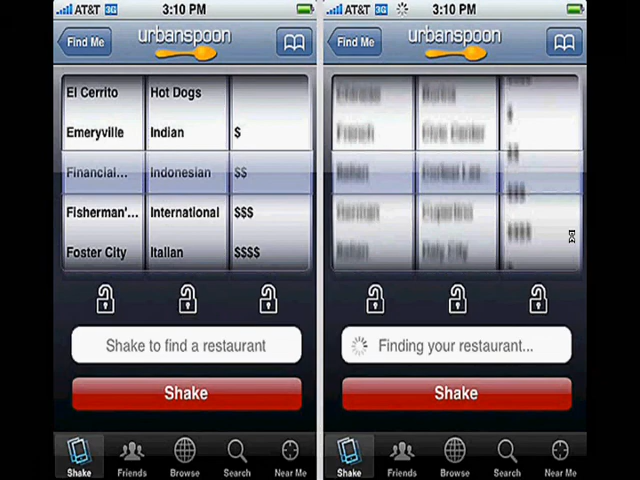 AT&T 3G 3:10 PM
Find Me urbanspoon
El Cerrito Hot Dogs
Emeryville Indian $
Financial... Indonesian $$
Fisherman'... International $$$
Foster City Italian $$$$
Shake to find a restaurant
Shake
Shake Friends Browse Search Near Me
AT&T 3G 3:10 PM
Find Me urbanspoon
$
$$
$$$
$$$$
Finding your restaurant...
Shake
Shake Friends Browse Search Near Me